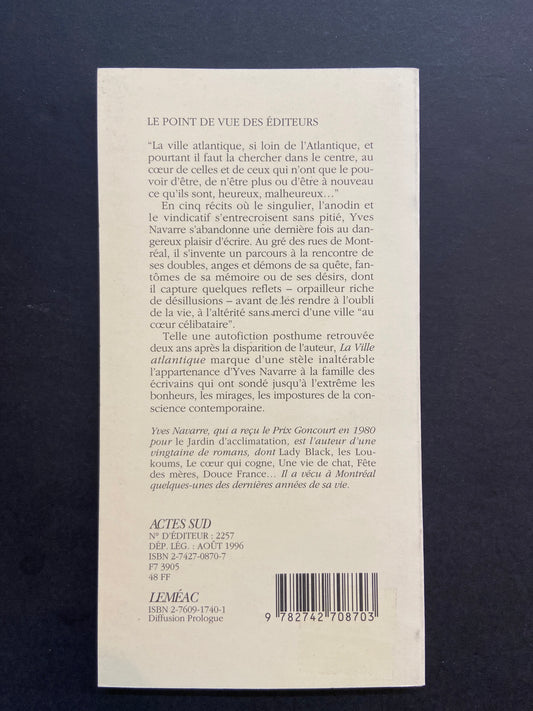 LE POINT DE VUE DES ÉDITEURS
"La ville atlantique, si loin de l'Atlantique, et
pourtant il faut la chercher dans le centre, au
cœur de celles et de ceux qui n'ont que le pou-
voir d'être, de n'être plus ou d'être à nouveau
ce qu'ils sont, heureux, malheureux…"
En cinq récits où le singulier, l'anodin et
le vindicatif s'entrecroisent sans pitié, Yves
Navarre s'abandonne une dernière fois au dan-
gereux plaisir d'écrire. Au gré des rues de Mont-
réal, il s'invente un parcours à la rencontre de
ses doubles, anges et démons de sa quête, fan-
tômes de sa mémoire ou de ses désirs, dont
il capture quelques reflets – orpailleur riche
de désillusions – avant de les rendre à l'oubli
de la vie, à l'altérité sans merci d'une ville "au
cœur célibataire".
Telle une autofiction posthume retrouvée
deux ans après la disparition de l'auteur, La Ville
atlantique marque d'une stèle inaltérable
l'appartenance d'Yves Navarre à la famille des
écrivains qui ont sondé jusqu'à l'extrême les
bonheurs, les mirages, les impostures de la con-
science contemporaine.
Yves Navarre, qui a reçu le Prix Goncourt en 1980
pour le Jardin d'acclimatation, est l'auteur d'une
vingtaine de romans, dont Lady Black, les Lou-
koums, Le cœur qui cogne, Une vie de chat, Fête
des mères, Douce France… Il a vécu à Montréal
quelques-unes des dernières années de sa vie.
ACTES SUD
N° D'ÉDITEUR : 2257
DÉP. LÉG. : AOÛT 1996
ISBN 2-7427-0870-7
F7 3905
48 FF
LEMÉAC
ISBN 2-7609-1740-1
Diffusion Prologue
9 782742 708703